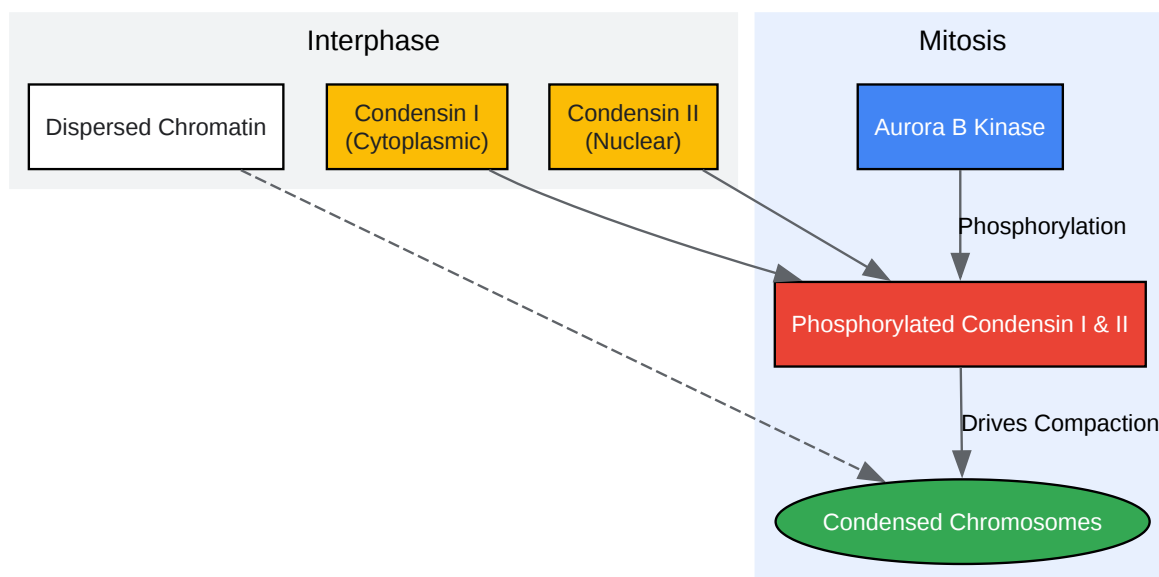 Interphase
Mitosis
Dispersed Chromatin
Condensin I
(Cytoplasmic)
Condensin II
(Nuclear)
Aurora B Kinase
Phosphorylation
Phosphorylated Condensin I & II
Drives Compaction
Condensed Chromosomes